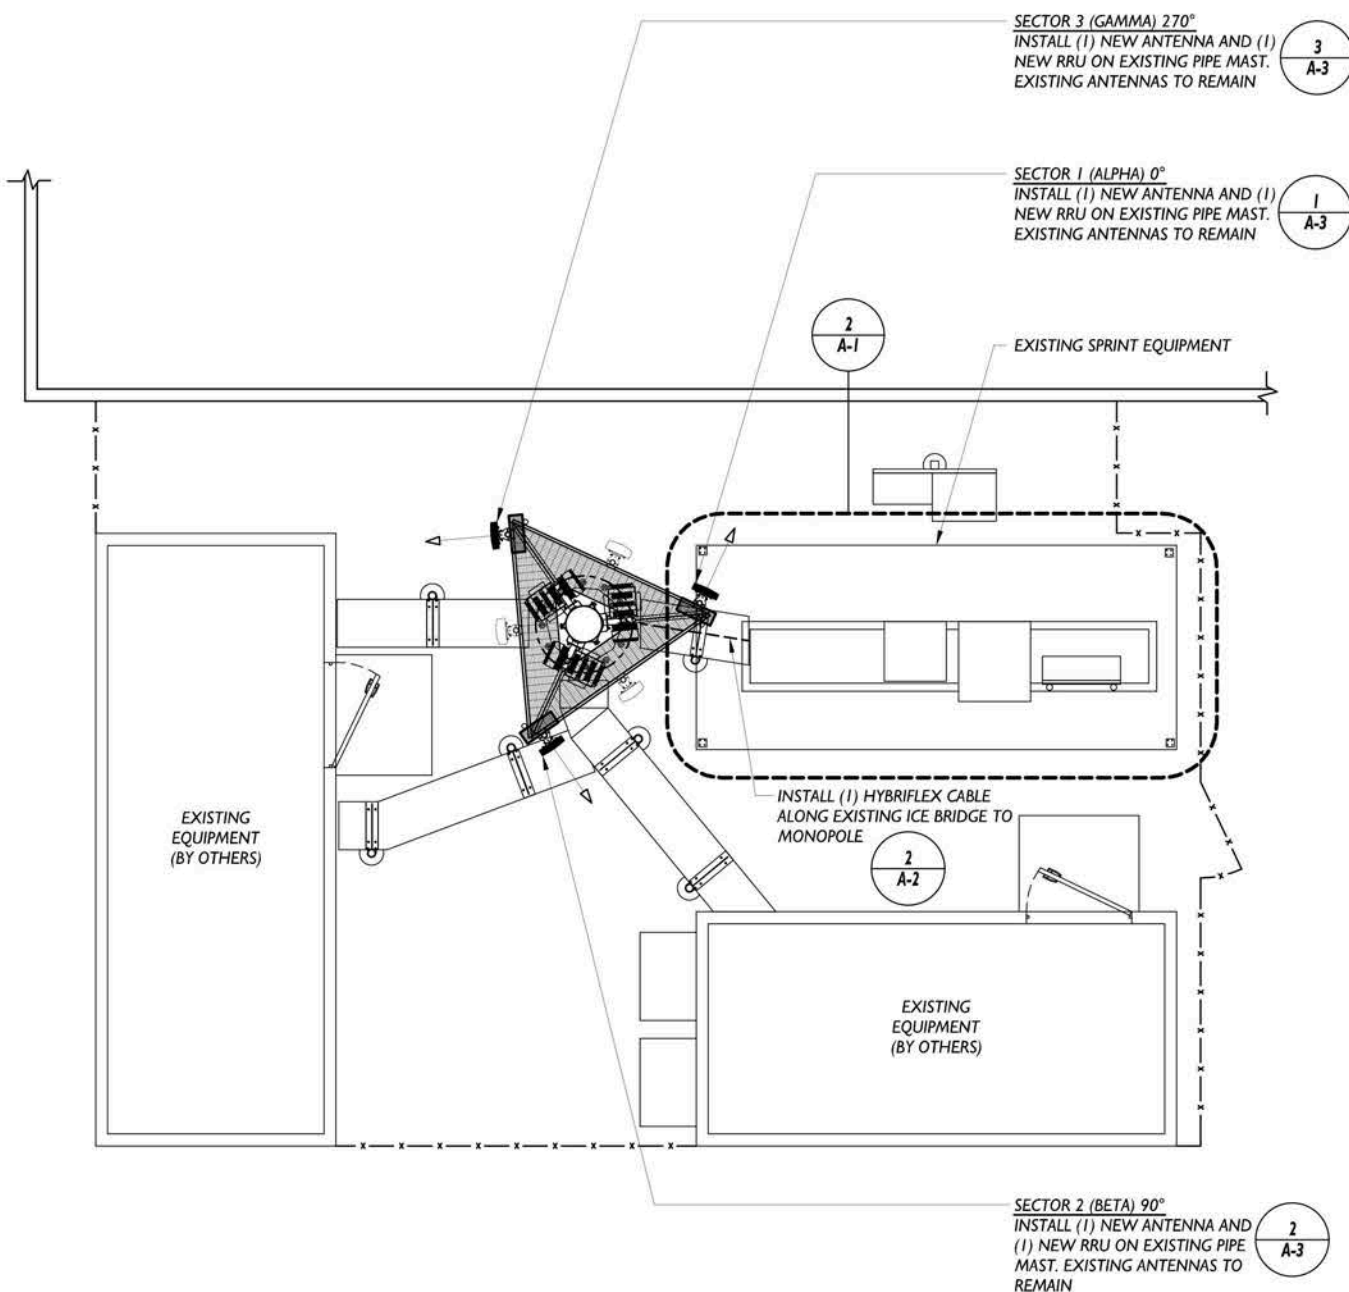 SECTOR 3 (GAMMA) 270°
INSTALL (1) NEW ANTENNA AND (1)
NEW RRU ON EXISTING PIPE MAST.
EXISTING ANTENNAS TO REMAIN
3
A-3
SECTOR 1 (ALPHA) 0°
INSTALL (1) NEW ANTENNA AND (1)
NEW RRU ON EXISTING PIPE MAST.
EXISTING ANTENNAS TO REMAIN
1
A-3
2
A-1
EXISTING SPRINT EQUIPMENT
INSTALL (1) HYBRIFLEX CABLE
ALONG EXISTING ICE BRIDGE TO
MONOPOLE
2
A-2
EXISTING
EQUIPMENT
(BY OTHERS)
EXISTING
EQUIPMENT
(BY OTHERS)
SECTOR 2 (BETA) 90°
INSTALL (1) NEW ANTENNA AND
(1) NEW RRU ON EXISTING PIPE
MAST. EXISTING ANTENNAS TO
REMAIN
2
A-3